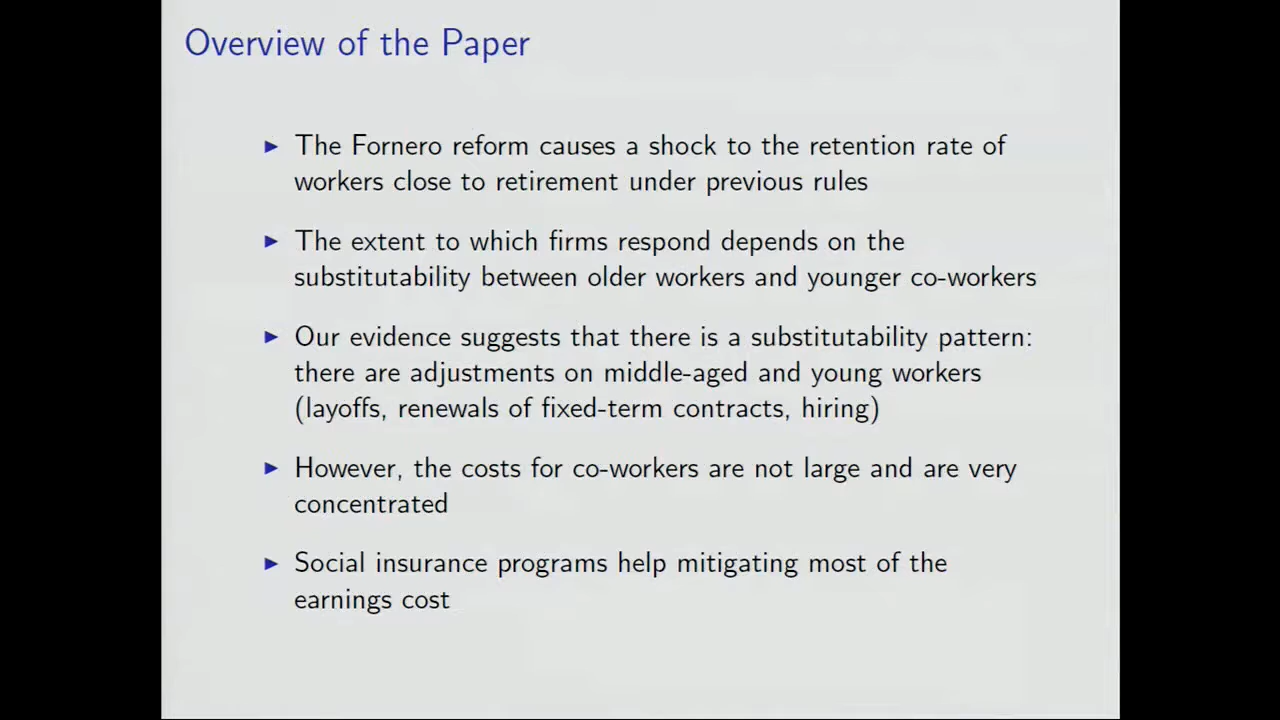 Overview of the Paper
▶ The Fornero reform causes a shock to the retention rate of
workers close to retirement under previous rules
▶ The extent to which firms respond depends on the
substitutability between older workers and younger co-workers
▶ Our evidence suggests that there is a substitutability pattern:
there are adjustments on middle-aged and young workers
(layoffs, renewals of fixed-term contracts, hiring)
▶ However, the costs for co-workers are not large and are very
concentrated
▶ Social insurance programs help mitigating most of the
earnings cost